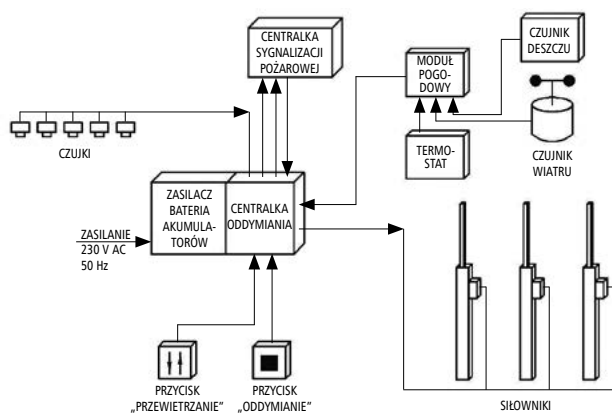 CENTRALKA
SYGNALIZACJI
POŻAROWEJ
CZUJNIK
DESZCZU
MODUŁ
POGO-
DOWY
TERMO-
STAT
CZUJNIK
WIATRU
CZUJKI
ZASILACZ
BATERIA
AKUMULA-
TORÓW
CENTRALKA
ODDYMIANIA
ZASILANIE
230 V AC
50 Hz
PRZYCISK
„PRZEWIETRZANIE”
PRZYCISK
„ODDYMIANIE”
SIŁOWNIKI